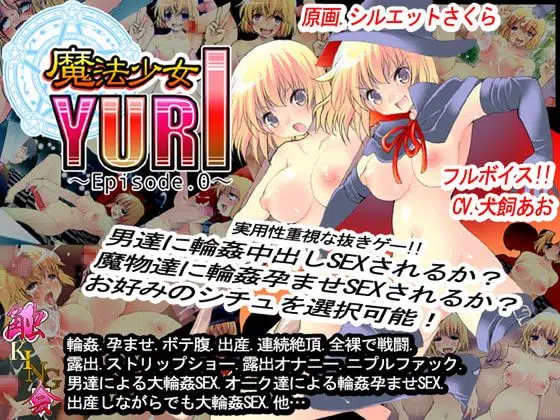 原画.シルエットさくら
魔法少女
YURI
～Episode.0～
フルボイス!!
CV.犬飼あお
実用性重視な抜きゲー!!
男達に輪姦中出しSEXされるか?
魔物達に輪姦孕ませSEXされるか?
お好みのシチュを選択可能!
輪姦.孕ませ.ボテ腹.出産.連続絶頂.全裸で戦闘.
露出.ストリップショー.露出オナニー.ニプルファック.
男達による大輪姦SEX.オーク達による輪姦孕ませSEX.
出産しながらでも大輪姦SEX.他…
KING